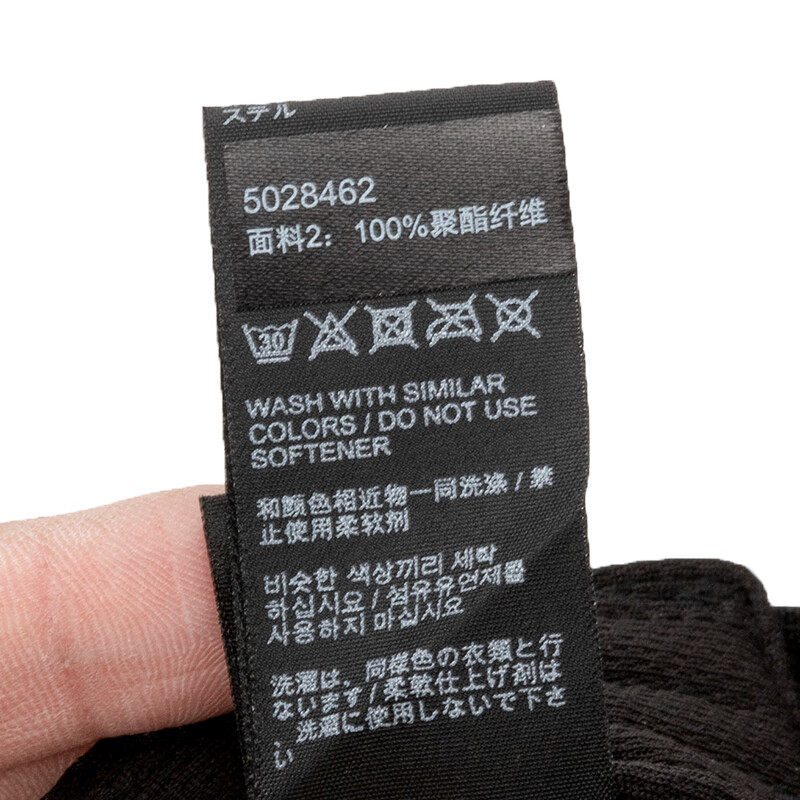 ステル
5028462
面料2： 100%聚酯纤维
30
WASH WITH SIMILAR
COLORS / DO NOT USE
SOFTENER
和颜色相近物一同洗涤 / 禁
止使用柔软剂
비슷한 색상끼리 세탁
하십시요 / 섬유유연제를
사용하지 마십시요
洗濯は、同様色の衣類と行
ないます / 柔軟仕上げ剤は
、洗濯に使用しないで下さ
い